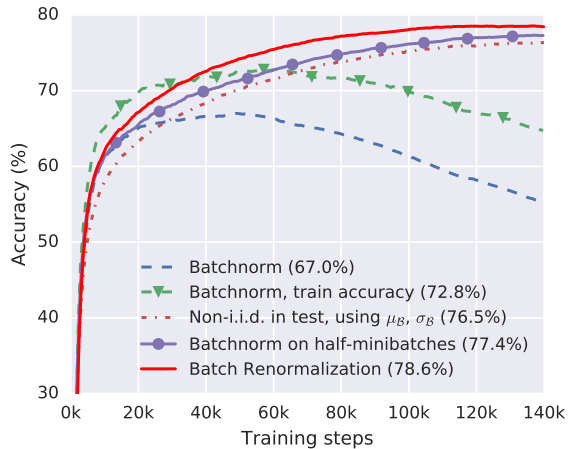 80
70
60
50
40
30
Accuracy (%)
Batchnorm (67.0%)
Batchnorm, train accuracy (72.8%)
Non-i.i.d. in test, using μ_ℬ, σ_ℬ (76.5%)
Batchnorm on half-minibatches (77.4%)
Batch Renormalization (78.6%)
0k 20k 40k 60k 80k 100k 120k 140k
Training steps